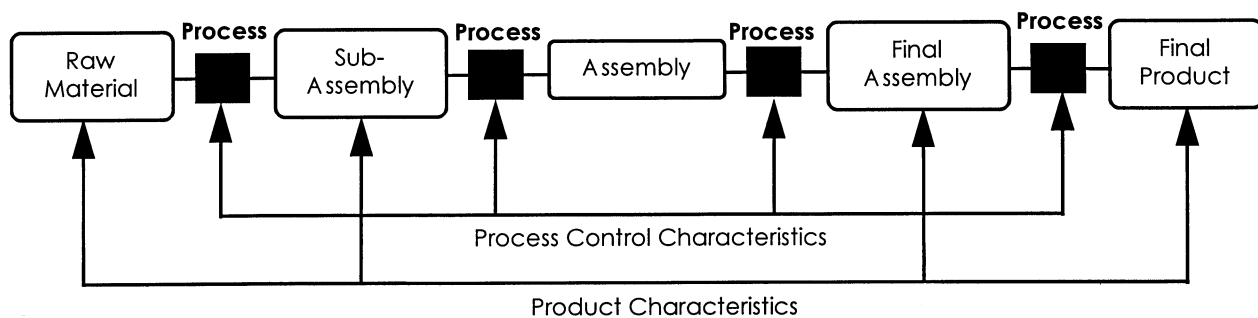 Process
Process
Process
Process
Raw
Material
Sub-
Assembly
Assembly
Final
Assembly
Final
Product
Process Control Characteristics
Product Characteristics